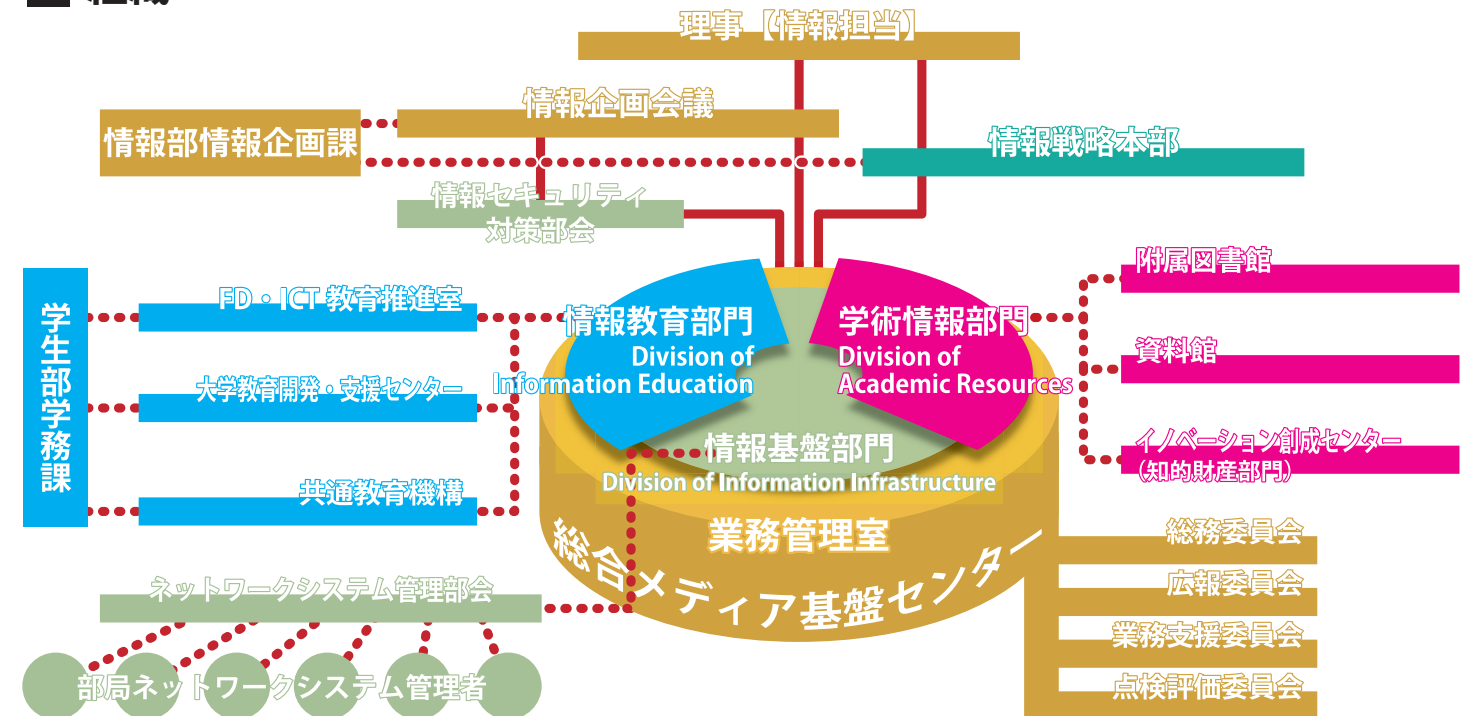 組織
理事【情報担当】
情報企画会議
情報部情報企画課
情報戦略本部
情報セキュリティ
対策部会
学生部学務課
FD・ICT 教育推進室
大学教育開発・支援センター
共通教育機構
情報教育部門
Division of
Information Education
学術情報部門
Division of
Academic Resources
附属図書館
資料館
イノベーション創成センター
（知的財産部門）
情報基盤部門
Division of Information Infrastructure
業務管理室
総合メディア基盤センター
総務委員会
広報委員会
業務支援委員会
点検評価委員会
ネットワークシステム管理部会
部局ネットワークシステム管理者